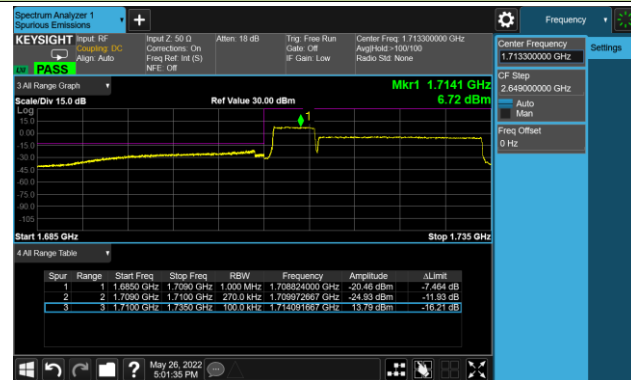 Spectrum Analyzer 1
Spurious Emissions
Frequency
KEYSIGHT Input: RF
Coupling: DC
Align: Auto
Input Z: 50 Ω
Corrections: On
Freq Ref: Int (S)
NFE: Off
Atten: 18 dB
Trig: Free Run
Gate: Off
IF Gain: Low
Center Freq: 1.713300000 GHz
Avg|Hold:>100/100
Radio Std: None
PASS
Center Frequency
1.713300000 GHz
Settings
CF Step
2.649000000 GHz
Auto
Man
Freq Offset
0 Hz
3 All Range Graph
Mkr1 1.7141 GHz
Scale/Div 15.0 dB
Ref Value 30.00 dBm
6.72 dBm
Log
15.0
0.00
-15.0
-30.0
-45.0
-60.0
-75.0
-90.0
-105
1
Start 1.685 GHz
Stop 1.735 GHz
4 All Range Table
Spur Range Start Freq Stop Freq RBW Frequency Amplitude ΔLimit
1 1 1.6850 GHz 1.7090 GHz 1.000 MHz 1.708824000 GHz -20.46 dBm -7.464 dB
2 2 1.7090 GHz 1.7100 GHz 270.0 kHz 1.709972667 GHz -24.93 dBm -11.93 dB
3 3 1.7100 GHz 1.7350 GHz 100.0 kHz 1.714091667 GHz 13.79 dBm -16.21 dB
?
May 26, 2022
5:01:35 PM